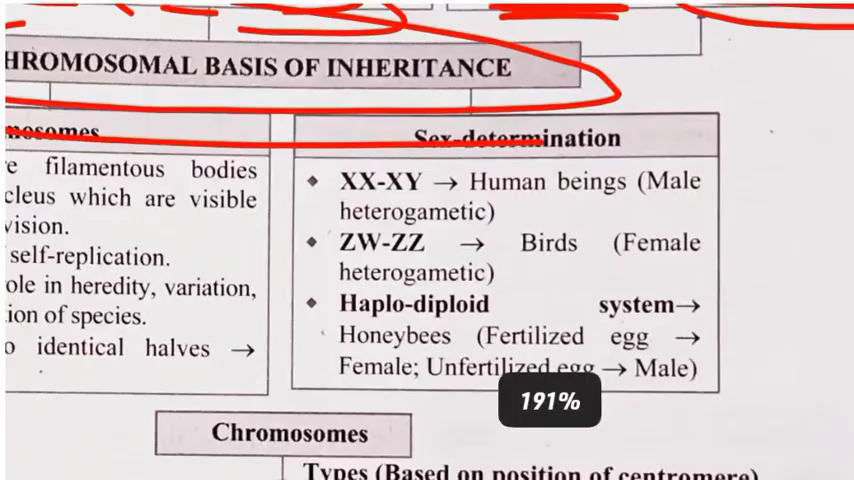 HROMOSOMAL BASIS OF INHERITANCE
mosomes
Sex-determination
e filamentous bodies
cleus which are visible
vision.
self-replication.
ole in heredity, variation,
ion of species.
o identical halves →
❖ XX-XY → Human beings (Male
heterogametic)
❖ ZW-ZZ → Birds (Female
heterogametic)
❖ Haplo-diploid system→
Honeybees (Fertilized egg →
Female; Unfertilized egg → Male)
191%
Chromosomes
Types (Based on position of centromere)